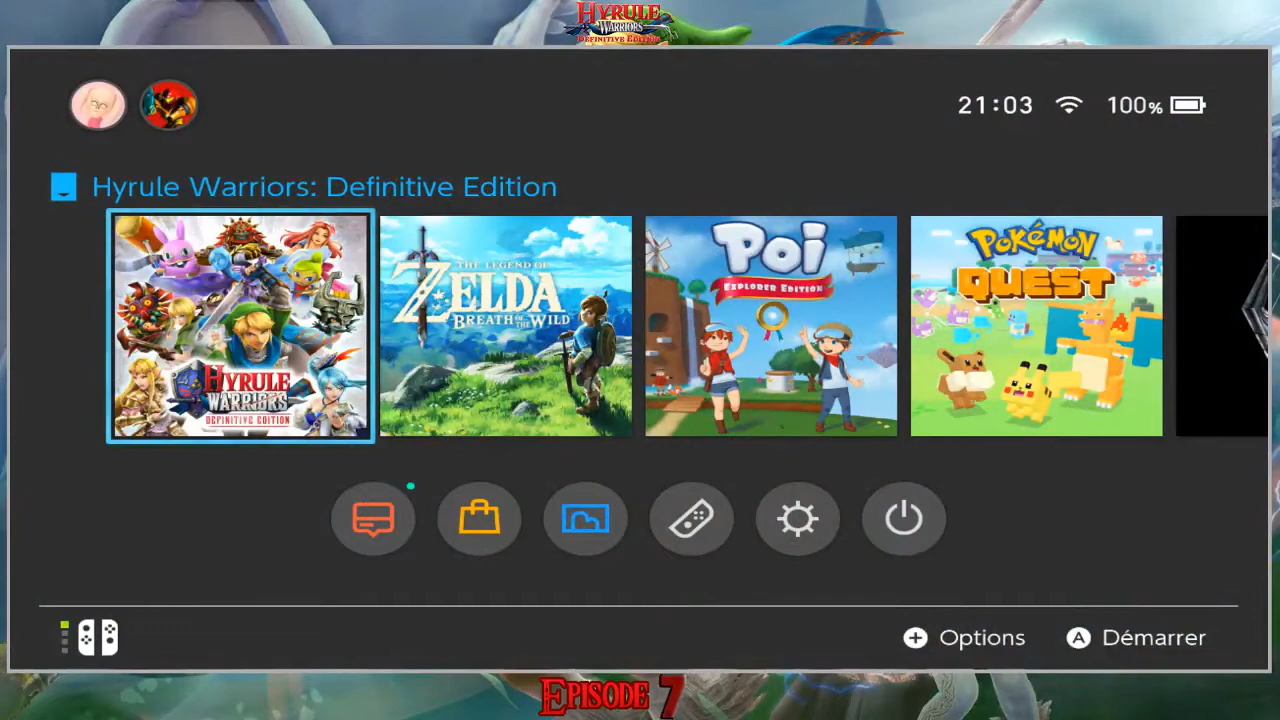 HYRULE
WARRIORS
DEFINITIVE EDITION
21:03 100%
Hyrule Warriors: Definitive Edition
HYRULE
WARRIORS
DEFINITIVE EDITION
THE LEGEND OF
ZELDA
BREATH OF THE WILD
Poi
EXPLORER EDITION
POKÉMON
QUEST
Options
A Démarrer
EPISODE 7